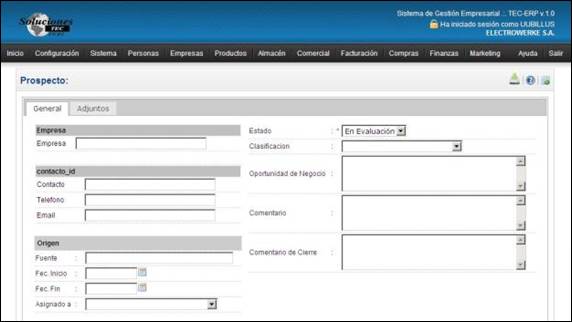 Soluciones
TEC
Sistema de Gestión Empresarial .:. TEC-ERP v.1.0
Ha iniciado sesión como UUBILLUS
ELECTROWERKE S.A.
Inicio Configuración Sistema Personas Empresas Productos Almacén Comercial Facturación Compras Finanzas Marketing Ayuda Salir
Prospecto:
General Adjuntos
Empresa
Empresa
contacto_id
Contacto
Telefono
Email
Origen
Fuente :
Fec. Inicio :
Fec. Fin :
Asignado a :
Estado : * En Evaluación
Clasificacion :
Oportunidad de Negocio :
Comentario :
Comentario de Cierre :